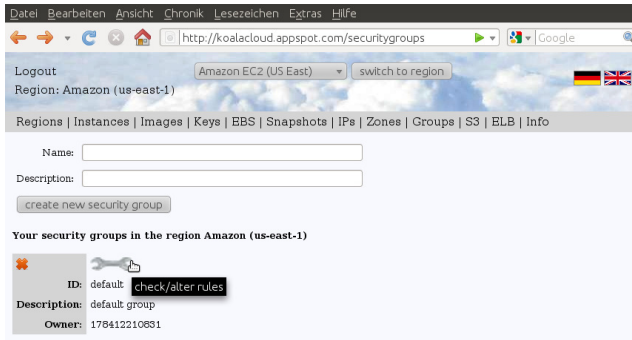 Datei Bearbeiten Ansicht Chronik Lesezeichen Extras Hilfe
http://koalacloud.appspot.com/securitygroups
Google
Logout
Amazon EC2 (US East)
switch to region
Region: Amazon (us-east-1)
Regions | Instances | Images | Keys | EBS | Snapshots | IPs | Zones | Groups | S3 | ELB | Info
Name:
Description:
create new security group
Your security groups in the region Amazon (us-east-1)
ID: default
check/alter rules
Description: default group
Owner: 178412210831